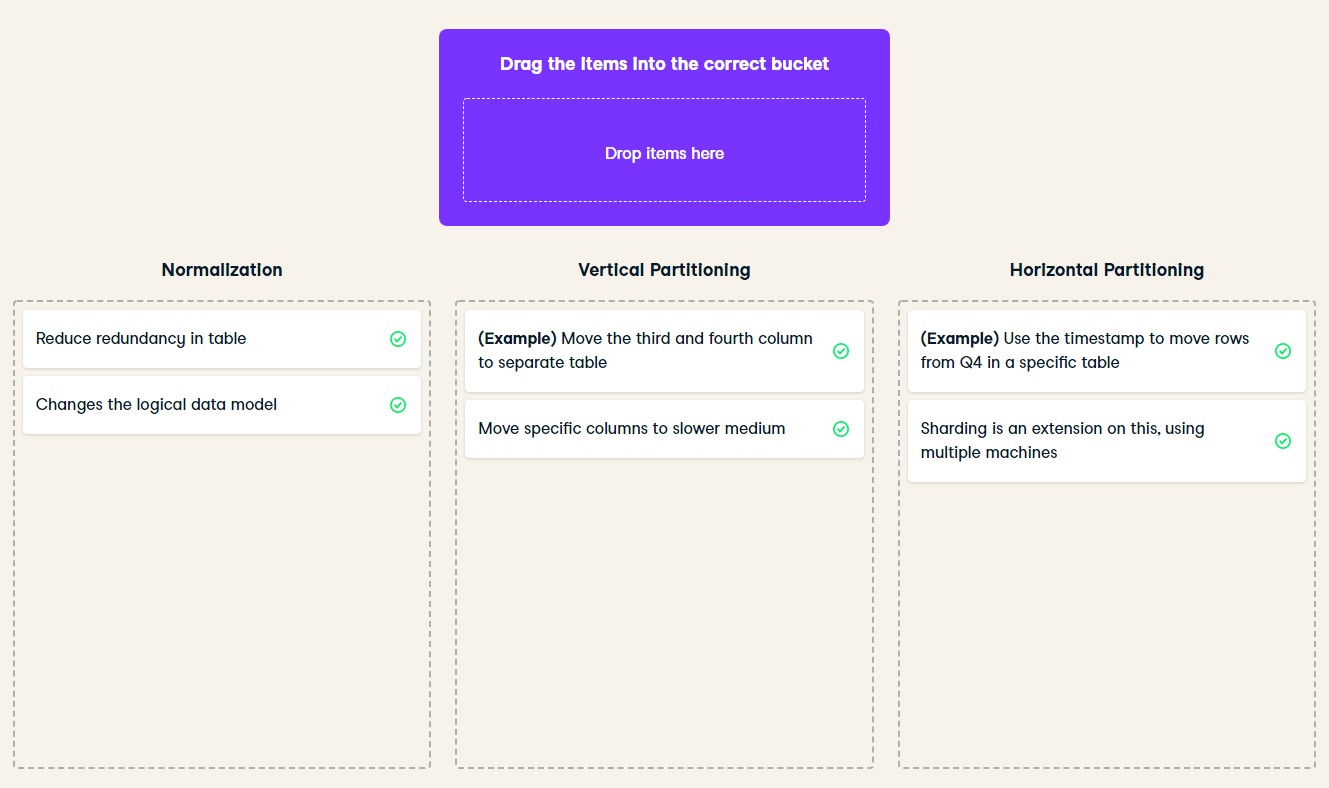 Drag the items into the correct bucket
Drop items here
Normalization
Reduce redundancy in table
Changes the logical data model
Vertical Partitioning
(Example) Move the third and fourth column
to separate table
Move specific columns to slower medium
Horizontal Partitioning
(Example) Use the timestamp to move rows
from Q4 in a specific table
Sharding is an extension on this, using
multiple machines